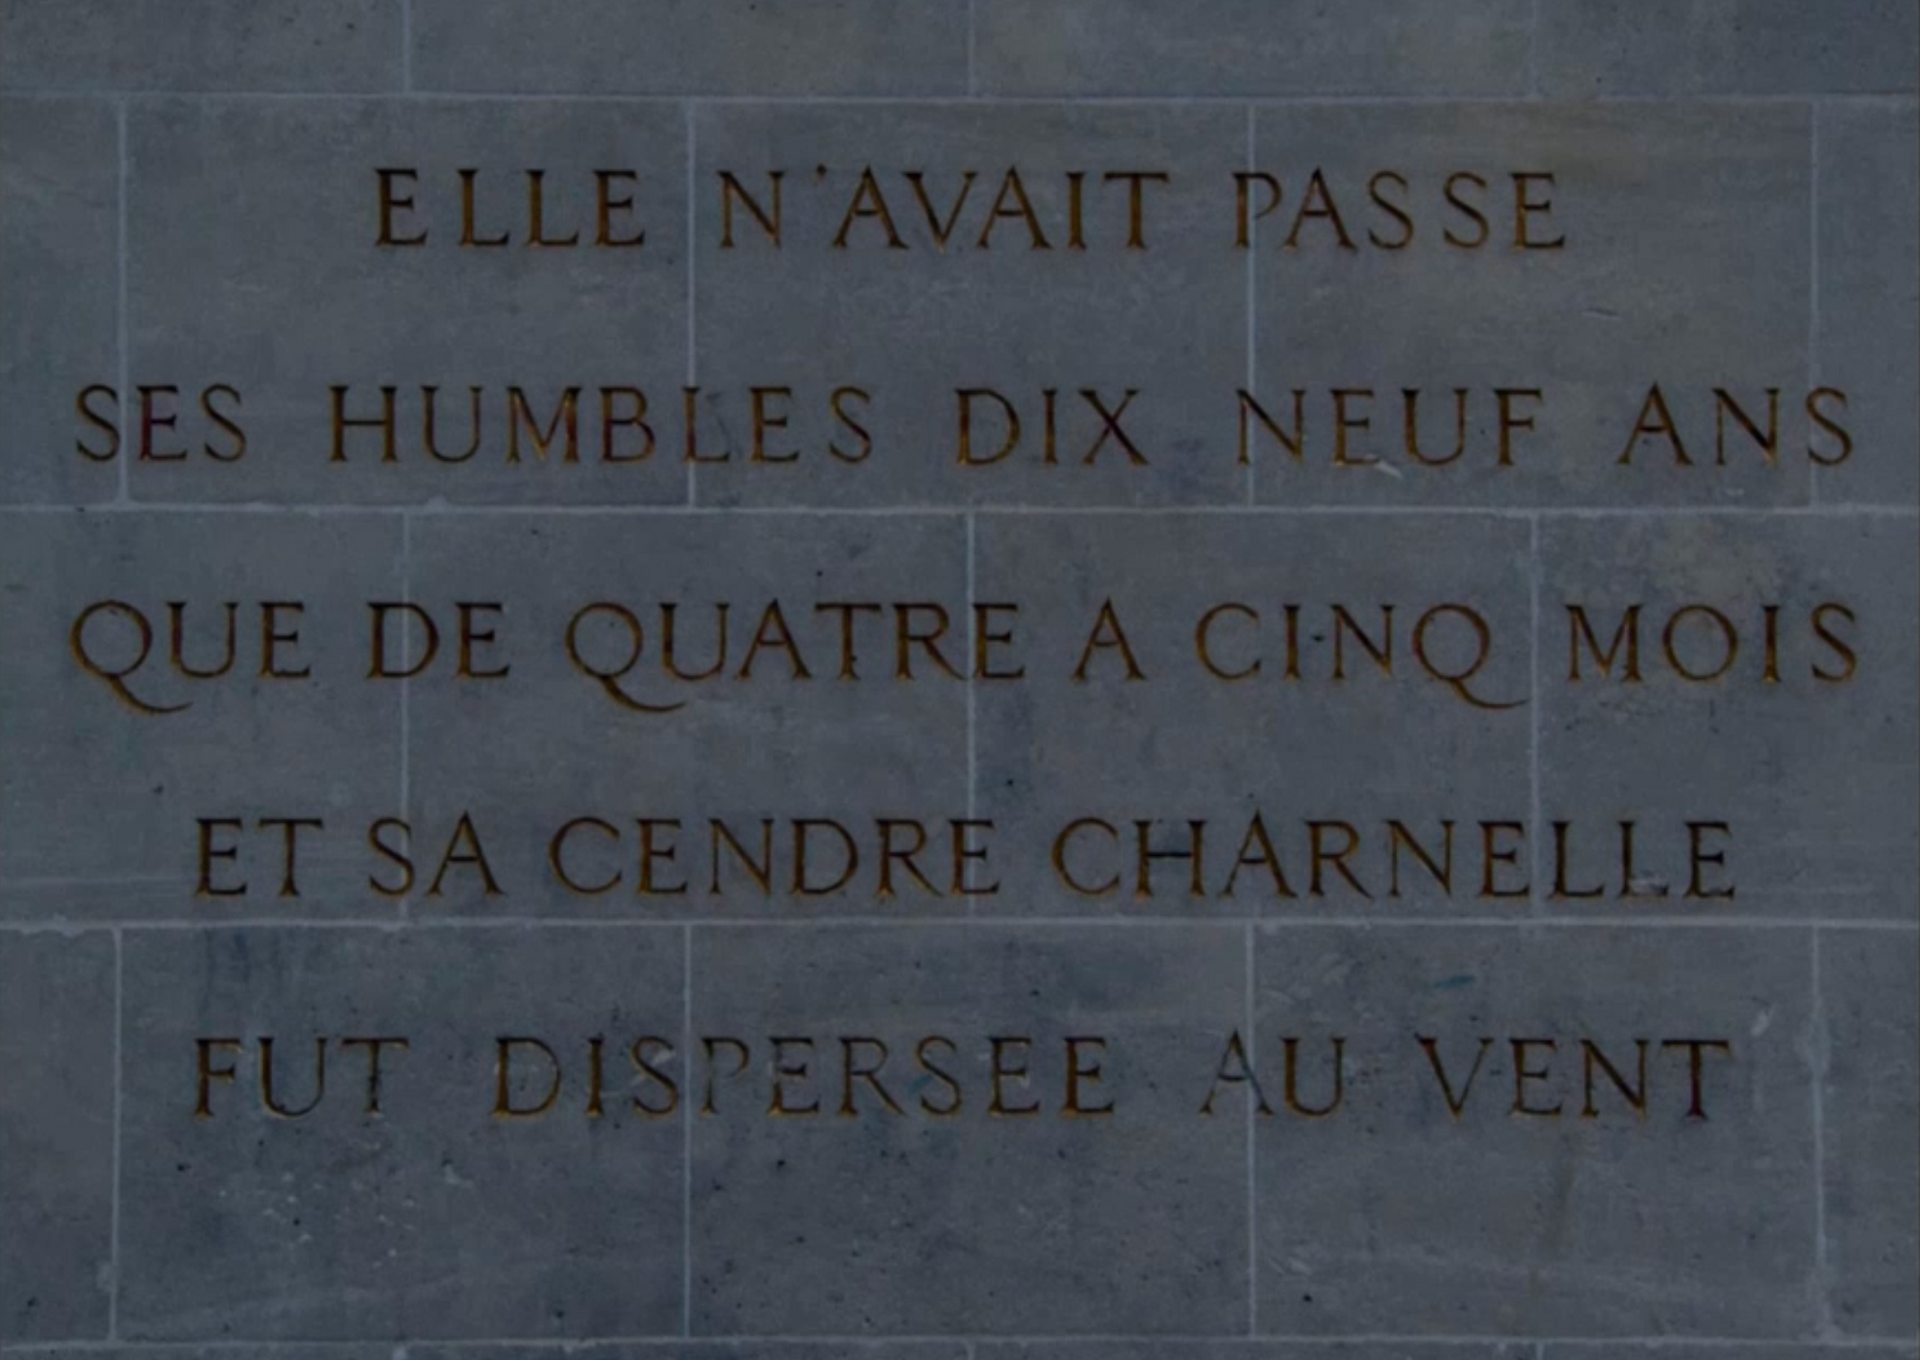 ELLE N'AVAIT PASSE
SES HUMBLES DIX NEUF ANS
QUE DE QUATRE A CINQ MOIS
ET SA CENDRE CHARNELLE
FUT DISPERSEE AU VENT